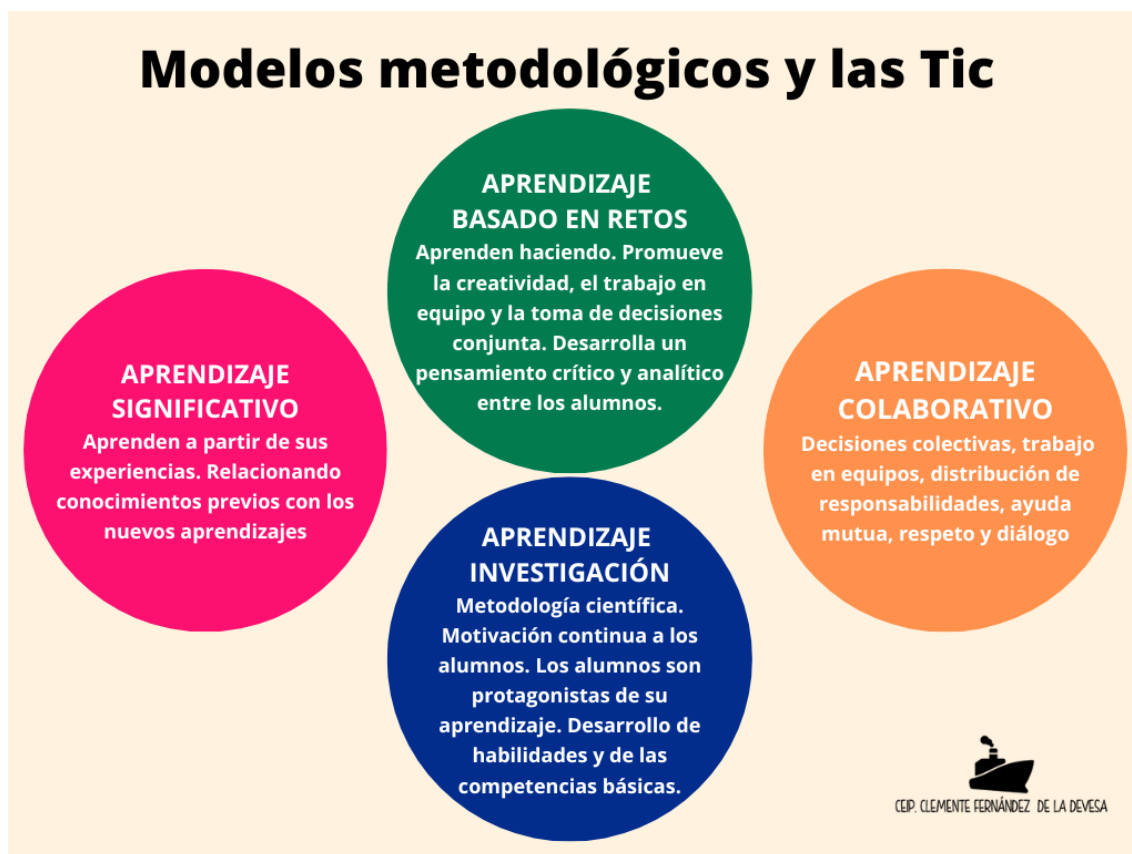 Modelos metodológicos y las Tic
APRENDIZAJE
BASADO EN RETOS
Aprenden haciendo. Promueve
la creatividad, el trabajo en
equipo y la toma de decisiones
conjunta. Desarrolla un
pensamiento crítico y analítico
entre los alumnos.
APRENDIZAJE
SIGNIFICATIVO
Aprenden a partir de sus
experiencias. Relacionando
conocimientos previos con los
nuevos aprendizajes
APRENDIZAJE
COLABORATIVO
Decisiones colectivas, trabajo
en equipos, distribución de
responsabilidades, ayuda
mutua, respeto y diálogo
APRENDIZAJE
INVESTIGACIÓN
Metodología científica.
Motivación continua a los
alumnos. Los alumnos son
protagonistas de su
aprendizaje. Desarrollo de
habilidades y de las
competencias básicas.
CEIP. CLEMENTE FERNÁNDEZ DE LA DEVESA